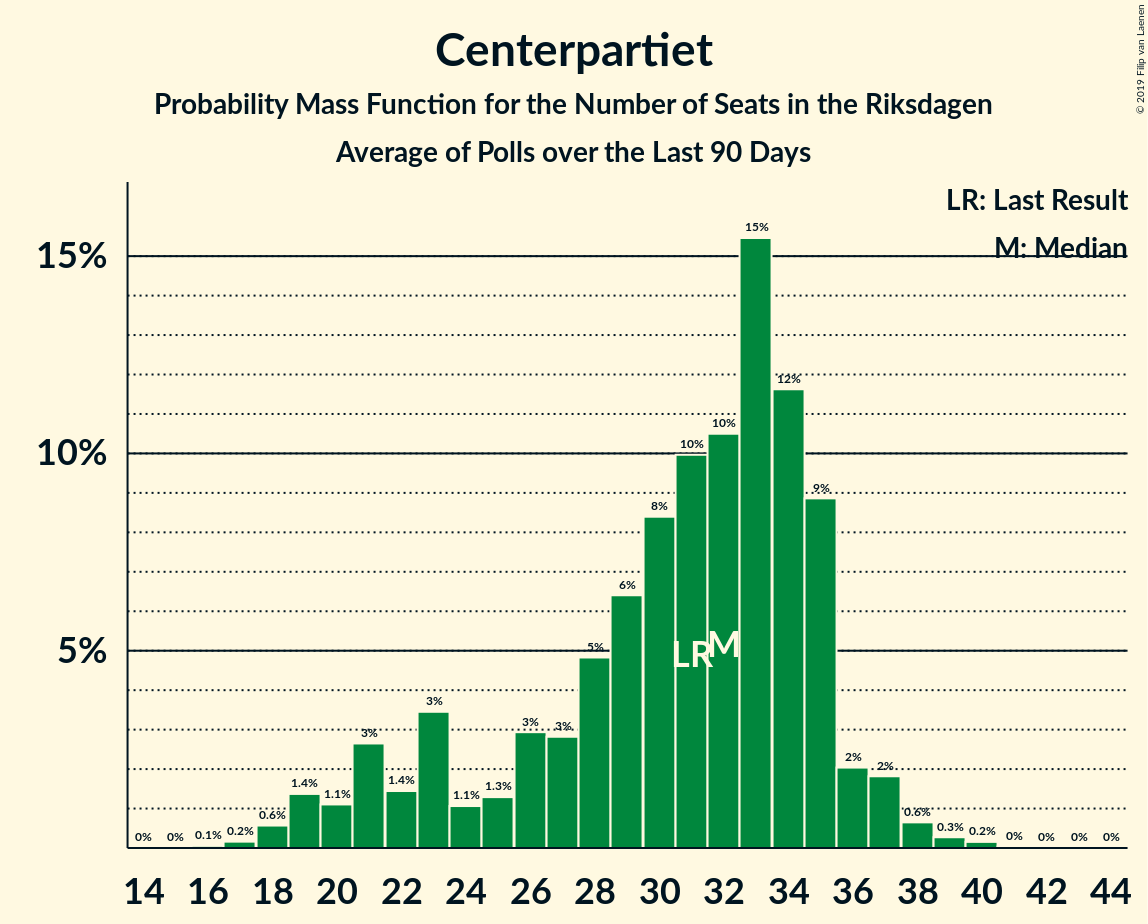 Centerpartiet
Probability Mass Function for the Number of Seats in the Riksdagen
Average of Polls over the Last 90 Days
© 2019 Filip van Laenen
LR: Last Result
M: Median
15%
10%
5%
0% 0% 0.1% 0.2% 0.6% 1.4% 1.1% 3% 1.4% 3% 1.1% 1.3% 3% 3% 5% 6% 8% 10% 10% 15% 12% 9% 2% 2% 0.6% 0.3% 0.2% 0% 0% 0% 0%
LR M
14 16 18 20 22 24 26 28 30 32 34 36 38 40 42 44